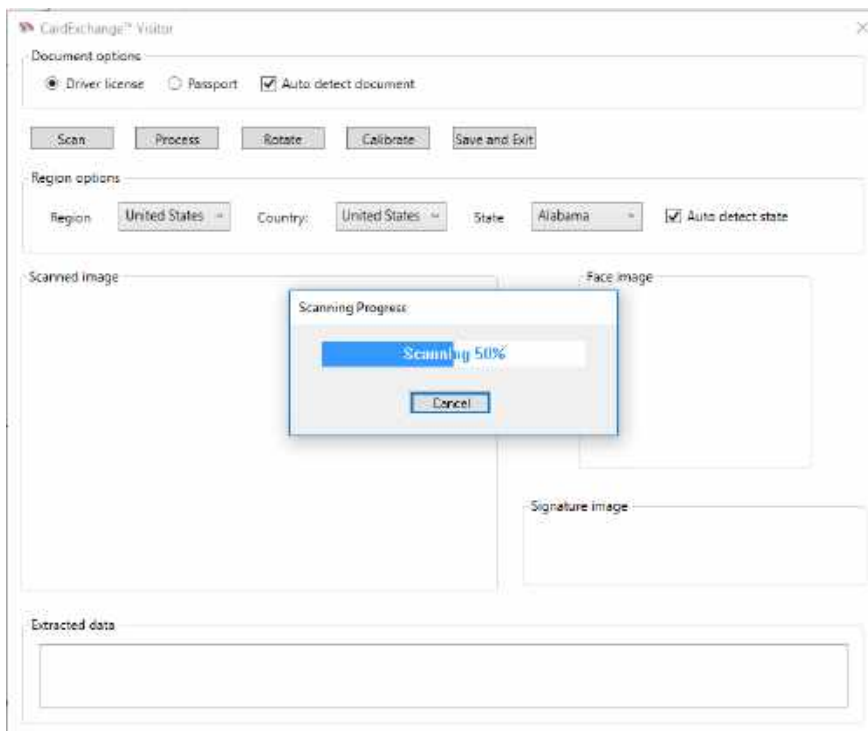 CardExchange™ Visitor
Document options
Driver license Passport Auto detect document
Scan Process Rotate Calibrate Save and Exit
Region options
Region United States Country: United States State Alabama Auto detect state
Scanned image Face image
Scanning Progress
Scanning 50%
Cancel
Signature image
Extracted data